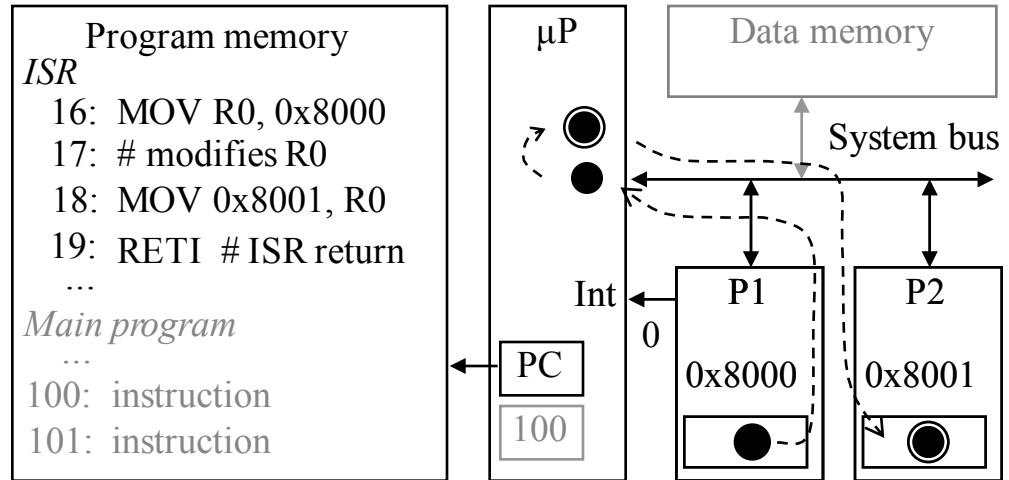 Program memory
ISR
16: MOV R0, 0x8000
17: # modifies R0
18: MOV 0x8001, R0
19: RETI # ISR return
...
Main program
...
100: instruction
101: instruction
µP
Int
PC
100
Data memory
System bus
0
P1
0x8000
P2
0x8001